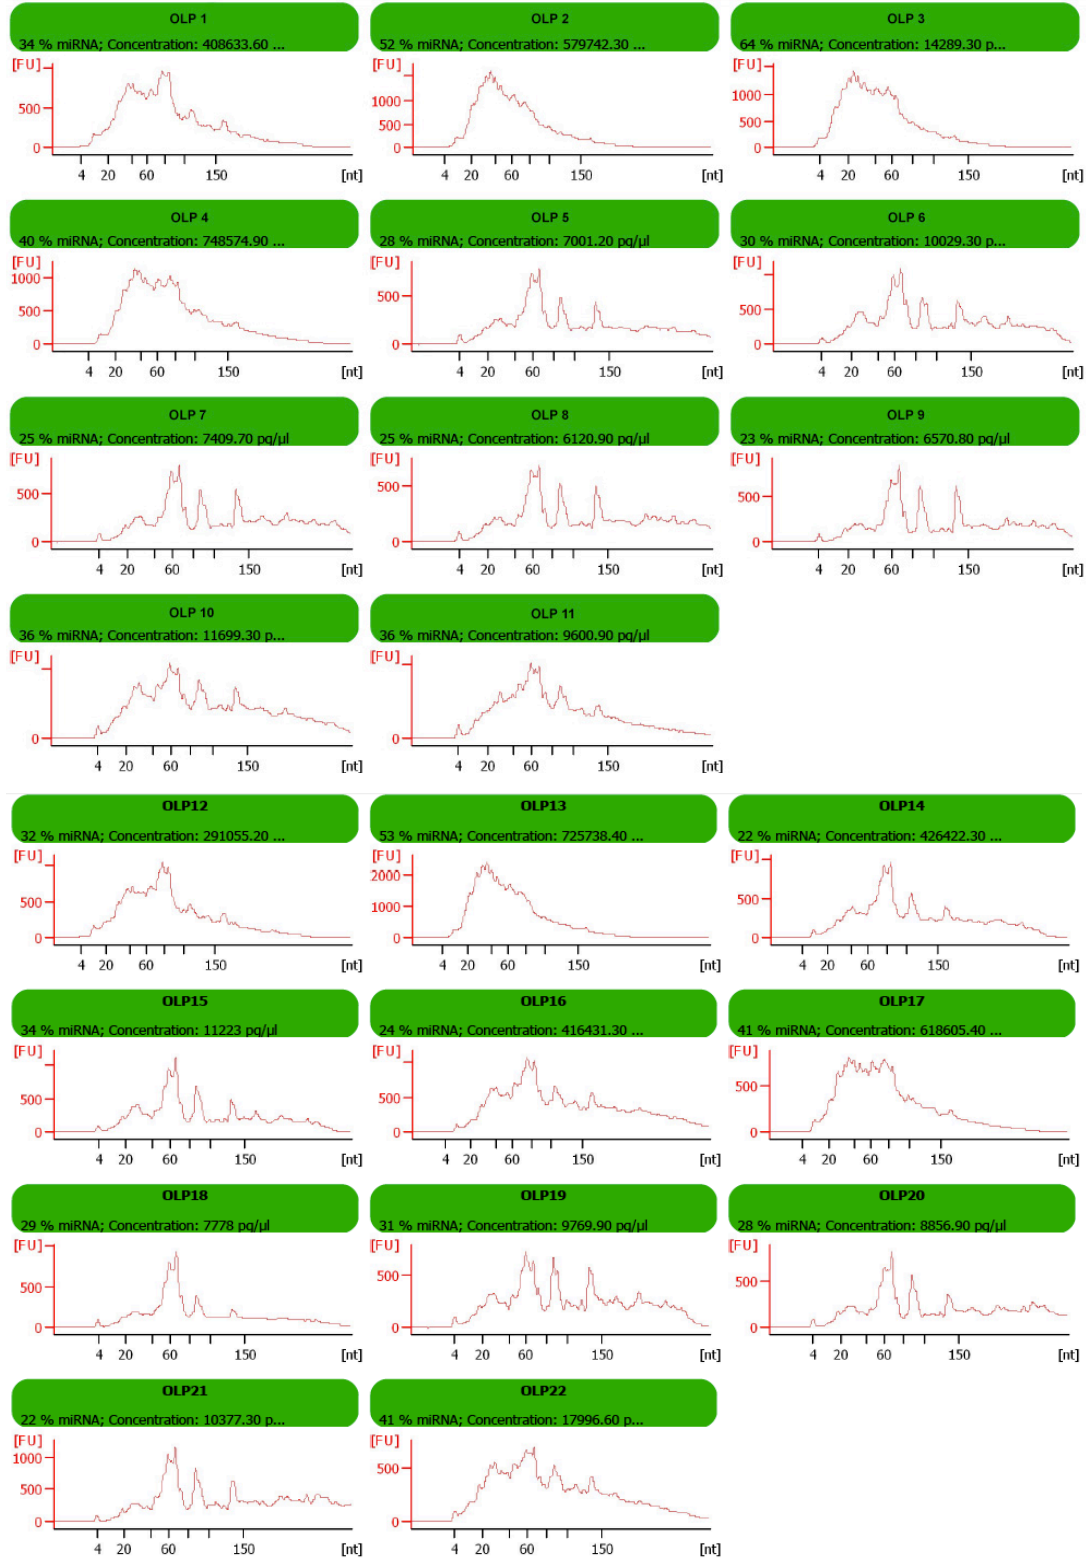 OLP 1
34 % miRNA; Concentration: 408633.60 ...
[FU]
500
0
4 20 60 150 [nt]
OLP 2
52 % miRNA; Concentration: 579742.30 ...
[FU]
1000
500
0
4 20 60 150 [nt]
OLP 3
64 % miRNA; Concentration: 14289.30 p...
[FU]
1000
500
0
4 20 60 150 [nt]
OLP 4
40 % miRNA; Concentration: 748574.90 ...
[FU]
1000
500
0
4 20 60 150 [nt]
OLP 5
28 % miRNA; Concentration: 7001.20 pg/µl
[FU]
500
0
4 20 60 150 [nt]
OLP 6
30 % miRNA; Concentration: 10029.30 p...
[FU]
500
0
4 20 60 150 [nt]
OLP 7
25 % miRNA; Concentration: 7409.70 pg/µl
[FU]
500
0
4 20 60 150 [nt]
OLP 8
25 % miRNA; Concentration: 6120.90 pg/µl
[FU]
500
0
4 20 60 150 [nt]
OLP 9
23 % miRNA; Concentration: 6570.80 pg/µl
[FU]
500
0
4 20 60 150 [nt]
OLP 10
36 % miRNA; Concentration: 11699.30 p...
[FU]
0
4 20 60 150 [nt]
OLP 11
36 % miRNA; Concentration: 9600.90 pg/µl
[FU]
0
4 20 60 150 [nt]
OLP12
32 % miRNA; Concentration: 291055.20 ...
[FU]
500
0
4 20 60 150 [nt]
OLP13
53 % miRNA; Concentration: 725738.40 ...
[FU]
2000
1000
0
4 20 60 150 [nt]
OLP14
22 % miRNA; Concentration: 426422.30 ...
[FU]
500
0
4 20 60 150 [nt]
OLP15
34 % miRNA; Concentration: 11223 pg/µl
[FU]
500
0
4 20 60 150 [nt]
OLP16
24 % miRNA; Concentration: 416431.30 ...
[FU]
500
0
4 20 60 150 [nt]
OLP17
41 % miRNA; Concentration: 618605.40 ...
[FU]
500
0
4 20 60 150 [nt]
OLP18
29 % miRNA; Concentration: 7778 pg/µl
[FU]
500
0
4 20 60 150 [nt]
OLP19
31 % miRNA; Concentration: 9769.90 pg/µl
[FU]
500
0
4 20 60 150 [nt]
OLP20
28 % miRNA; Concentration: 8856.90 pg/µl
[FU]
500
0
4 20 60 150 [nt]
OLP21
22 % miRNA; Concentration: 10377.30 p...
[FU]
1000
500
0
4 20 60 150 [nt]
OLP22
41 % miRNA; Concentration: 17996.60 p...
[FU]
500
0
4 20 60 150 [nt]